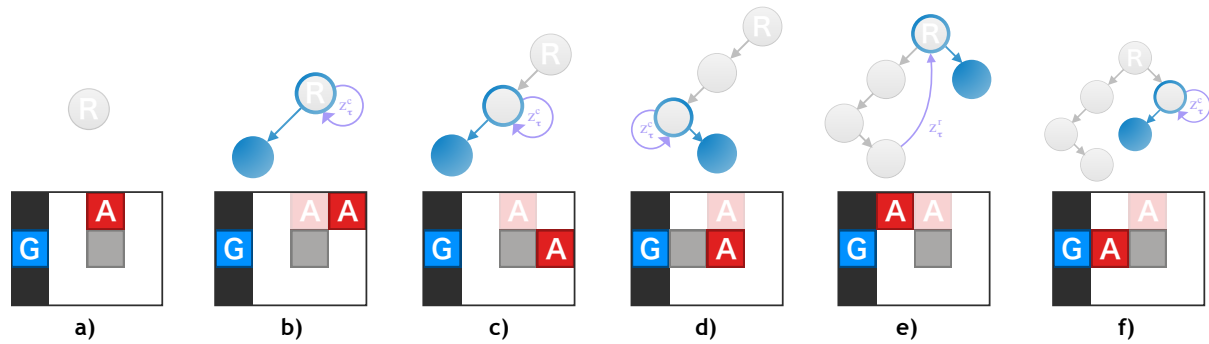 R
R
R
R
R
R
Z^c_τ
Z^c_τ
Z^c_τ
Z^r_τ
Z^c_τ
A
A A
A
A
A A
A
G
G
G A
G A
G
G A
a) b) c) d) e) f)